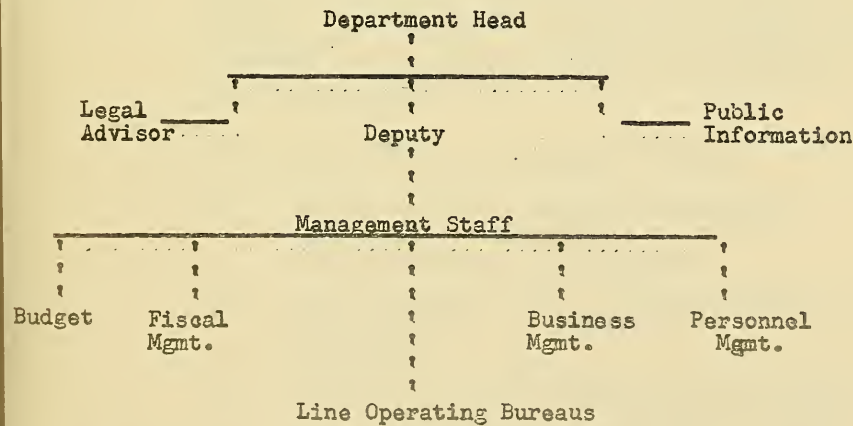 Department Head
Legal Advisor
Deputy
Public Information
Management Staff
Budget
Fiscal Mgmt.
Business Mgmt.
Personnel Mgmt.
Line Operating Bureaus